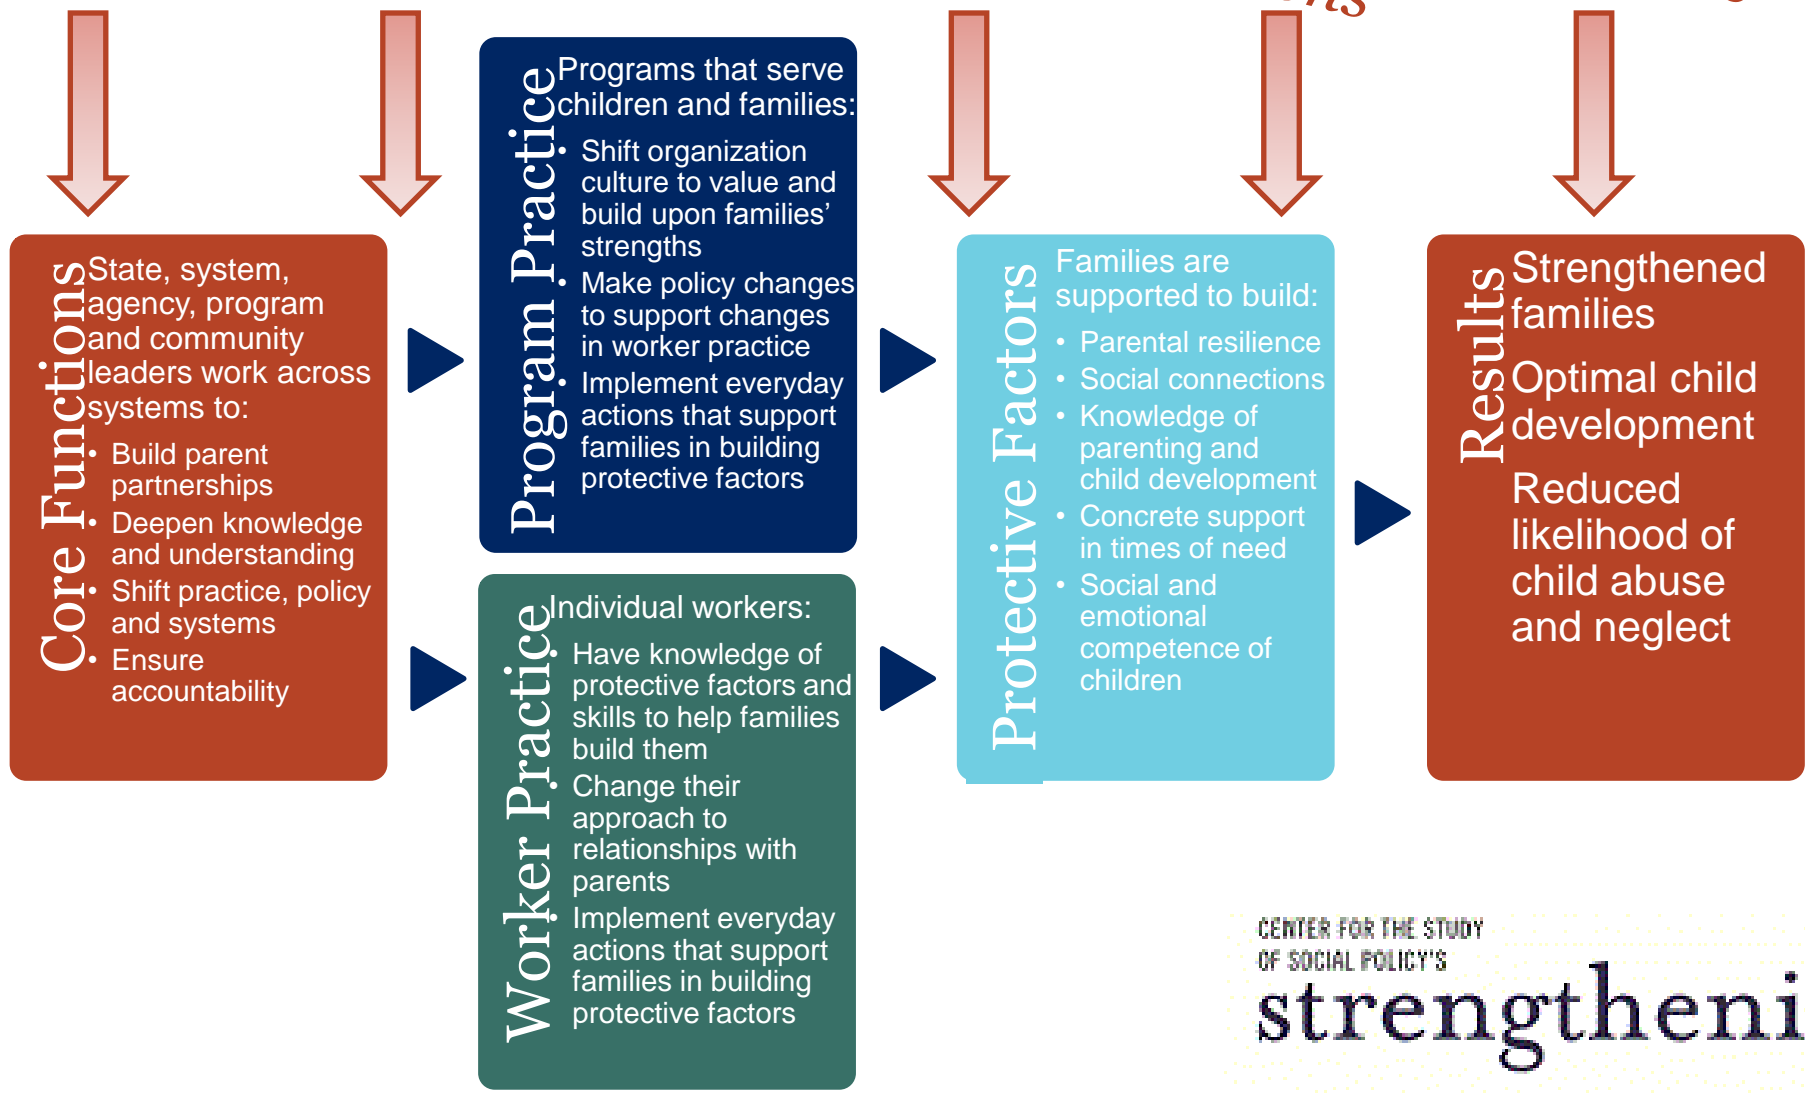 Core Functions
State, system,
agency, program
and community
leaders work across
systems to:
• Build parent
partnerships
• Deepen knowledge
and understanding
• Shift practice, policy
and systems
• Ensure
accountability
Program Practice
Programs that serve
children and families:
• Shift organization
culture to value and
build upon families’
strengths
• Make policy changes
to support changes
in worker practice
• Implement everyday
actions that support
families in building
protective factors
Worker Practice
Individual workers:
• Have knowledge of
protective factors and
skills to help families
build them
• Change their
approach to
relationships with
parents
• Implement everyday
actions that support
families in building
protective factors
Protective Factors
Families are
supported to build:
• Parental resilience
• Social connections
• Knowledge of
parenting and
child development
• Concrete support
in times of need
• Social and
emotional
competence of
children
Results
Strengthened
families
Optimal child
development
Reduced
likelihood of
child abuse
and neglect
CENTER FOR THE STUDY
OF SOCIAL POLICY'S
strengtheni